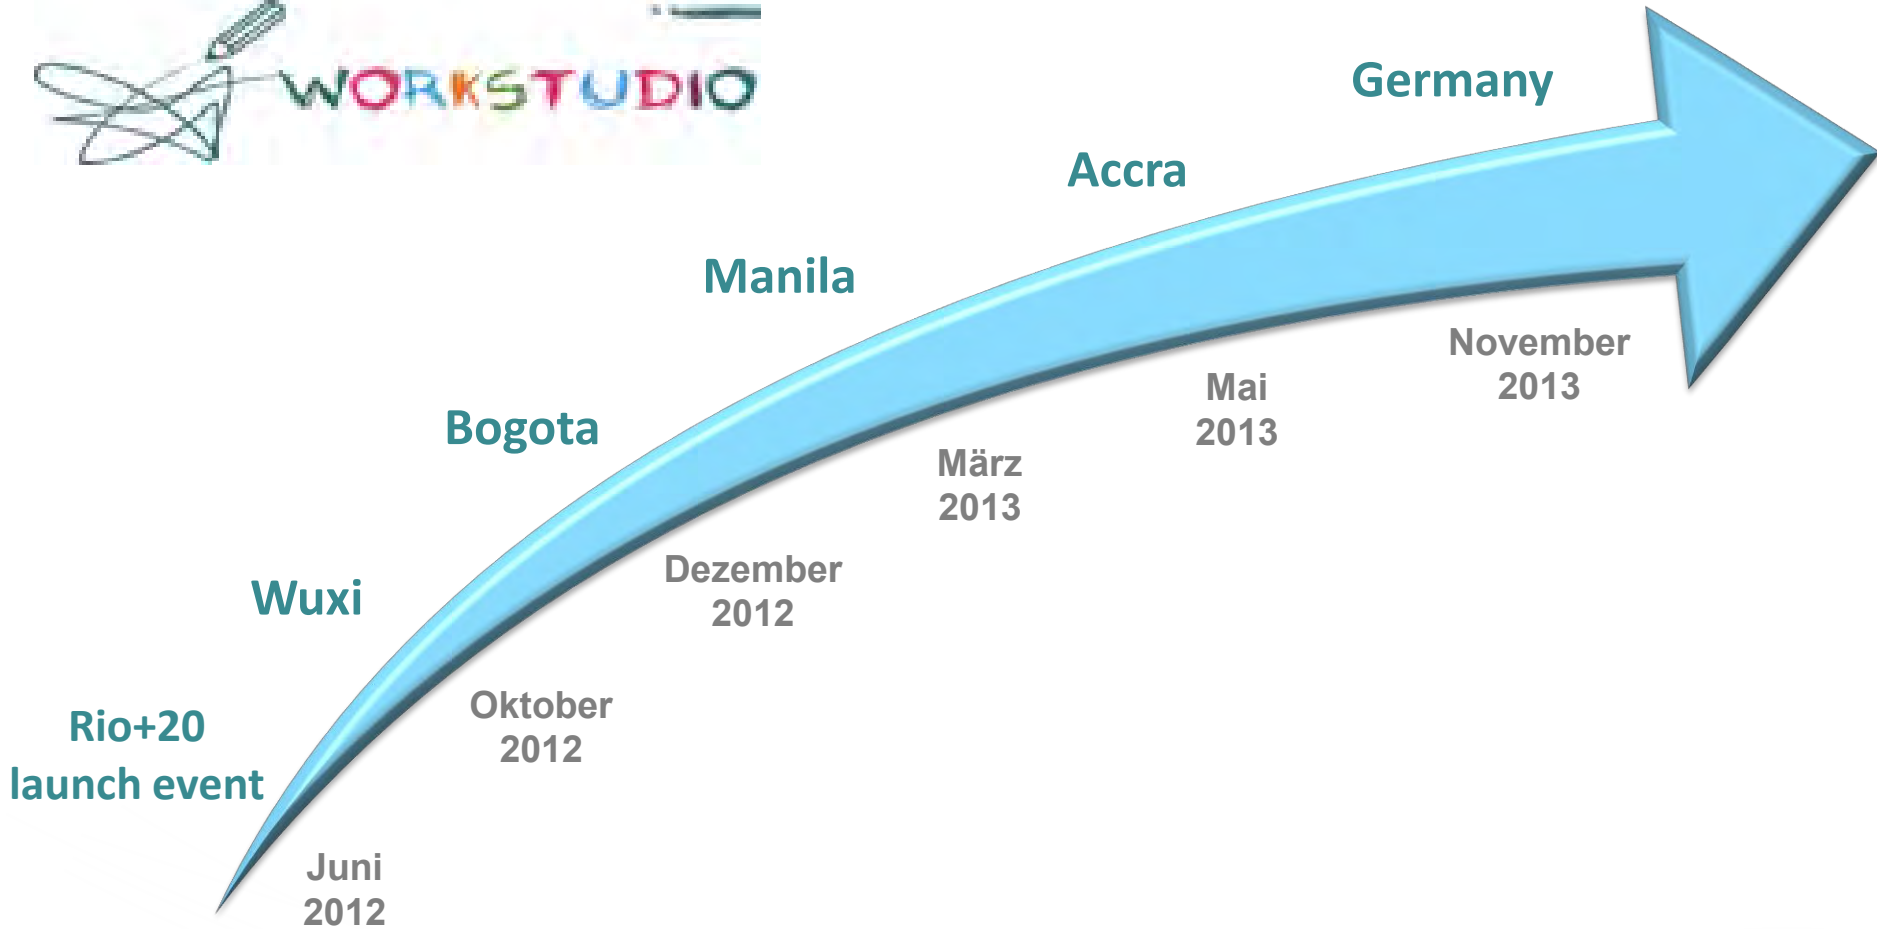 WORKSTUDIO
Germany
Accra
Manila
Bogota
Wuxi
Rio+20
launch event
Juni
2012
Oktober
2012
Dezember
2012
März
2013
Mai
2013
November
2013